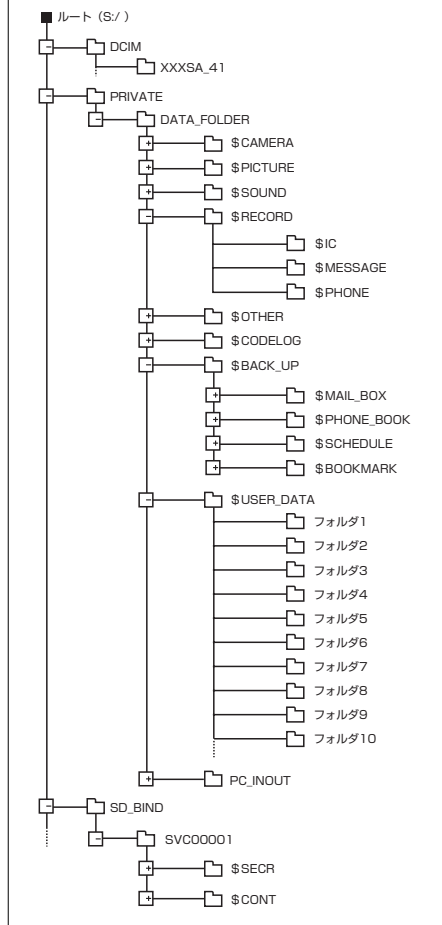 ルート（S:/ ）
DCIM
XXXSA_41
PRIVATE
DATA_FOLDER
$CAMERA
$PICTURE
$SOUND
$RECORD
$IC
$MESSAGE
$PHONE
$OTHER
$CODELOG
$BACK_UP
$MAIL_BOX
$PHONE_BOOK
$SCHEDULE
$BOOKMARK
$USER_DATA
フォルダ1
フォルダ2
フォルダ3
フォルダ4
フォルダ5
フォルダ6
フォルダ7
フォルダ8
フォルダ9
フォルダ10
PC_INOUT
SD_BIND
SVC00001
$SECR
$CONT